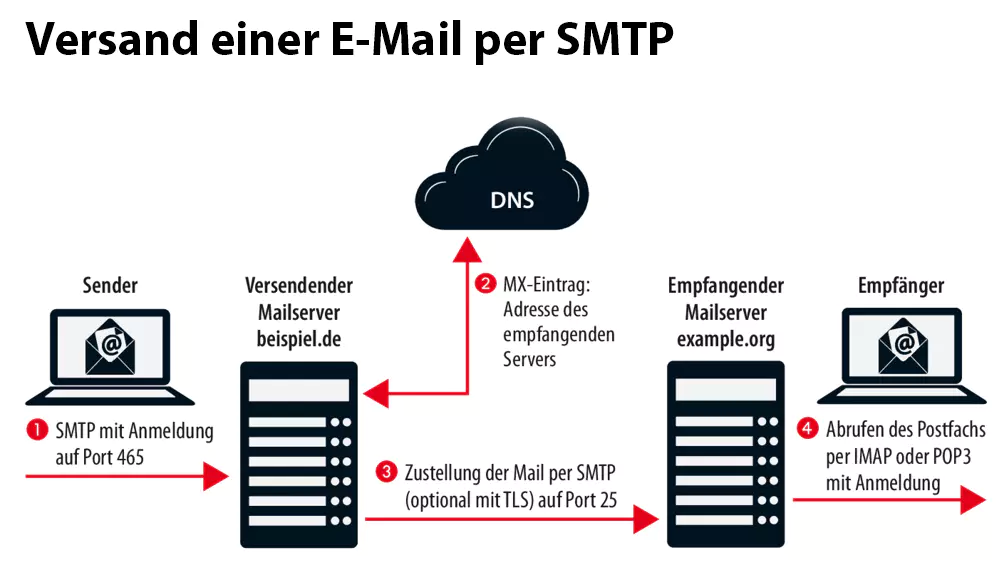 Versand einer E-Mail per SMTP
DNS
Sender
Versendender
Mailserver
beispiel.de
2 MX-Eintrag:
Adresse des
empfangenden
Servers
Empfangender
Mailserver
example.org
Empfänger
@
@
1 SMTP mit Anmeldung
auf Port 465
3 Zustellung der Mail per SMTP
(optional mit TLS) auf Port 25
4 Abrufen des Postfachs
per IMAP oder POP3
mit Anmeldung